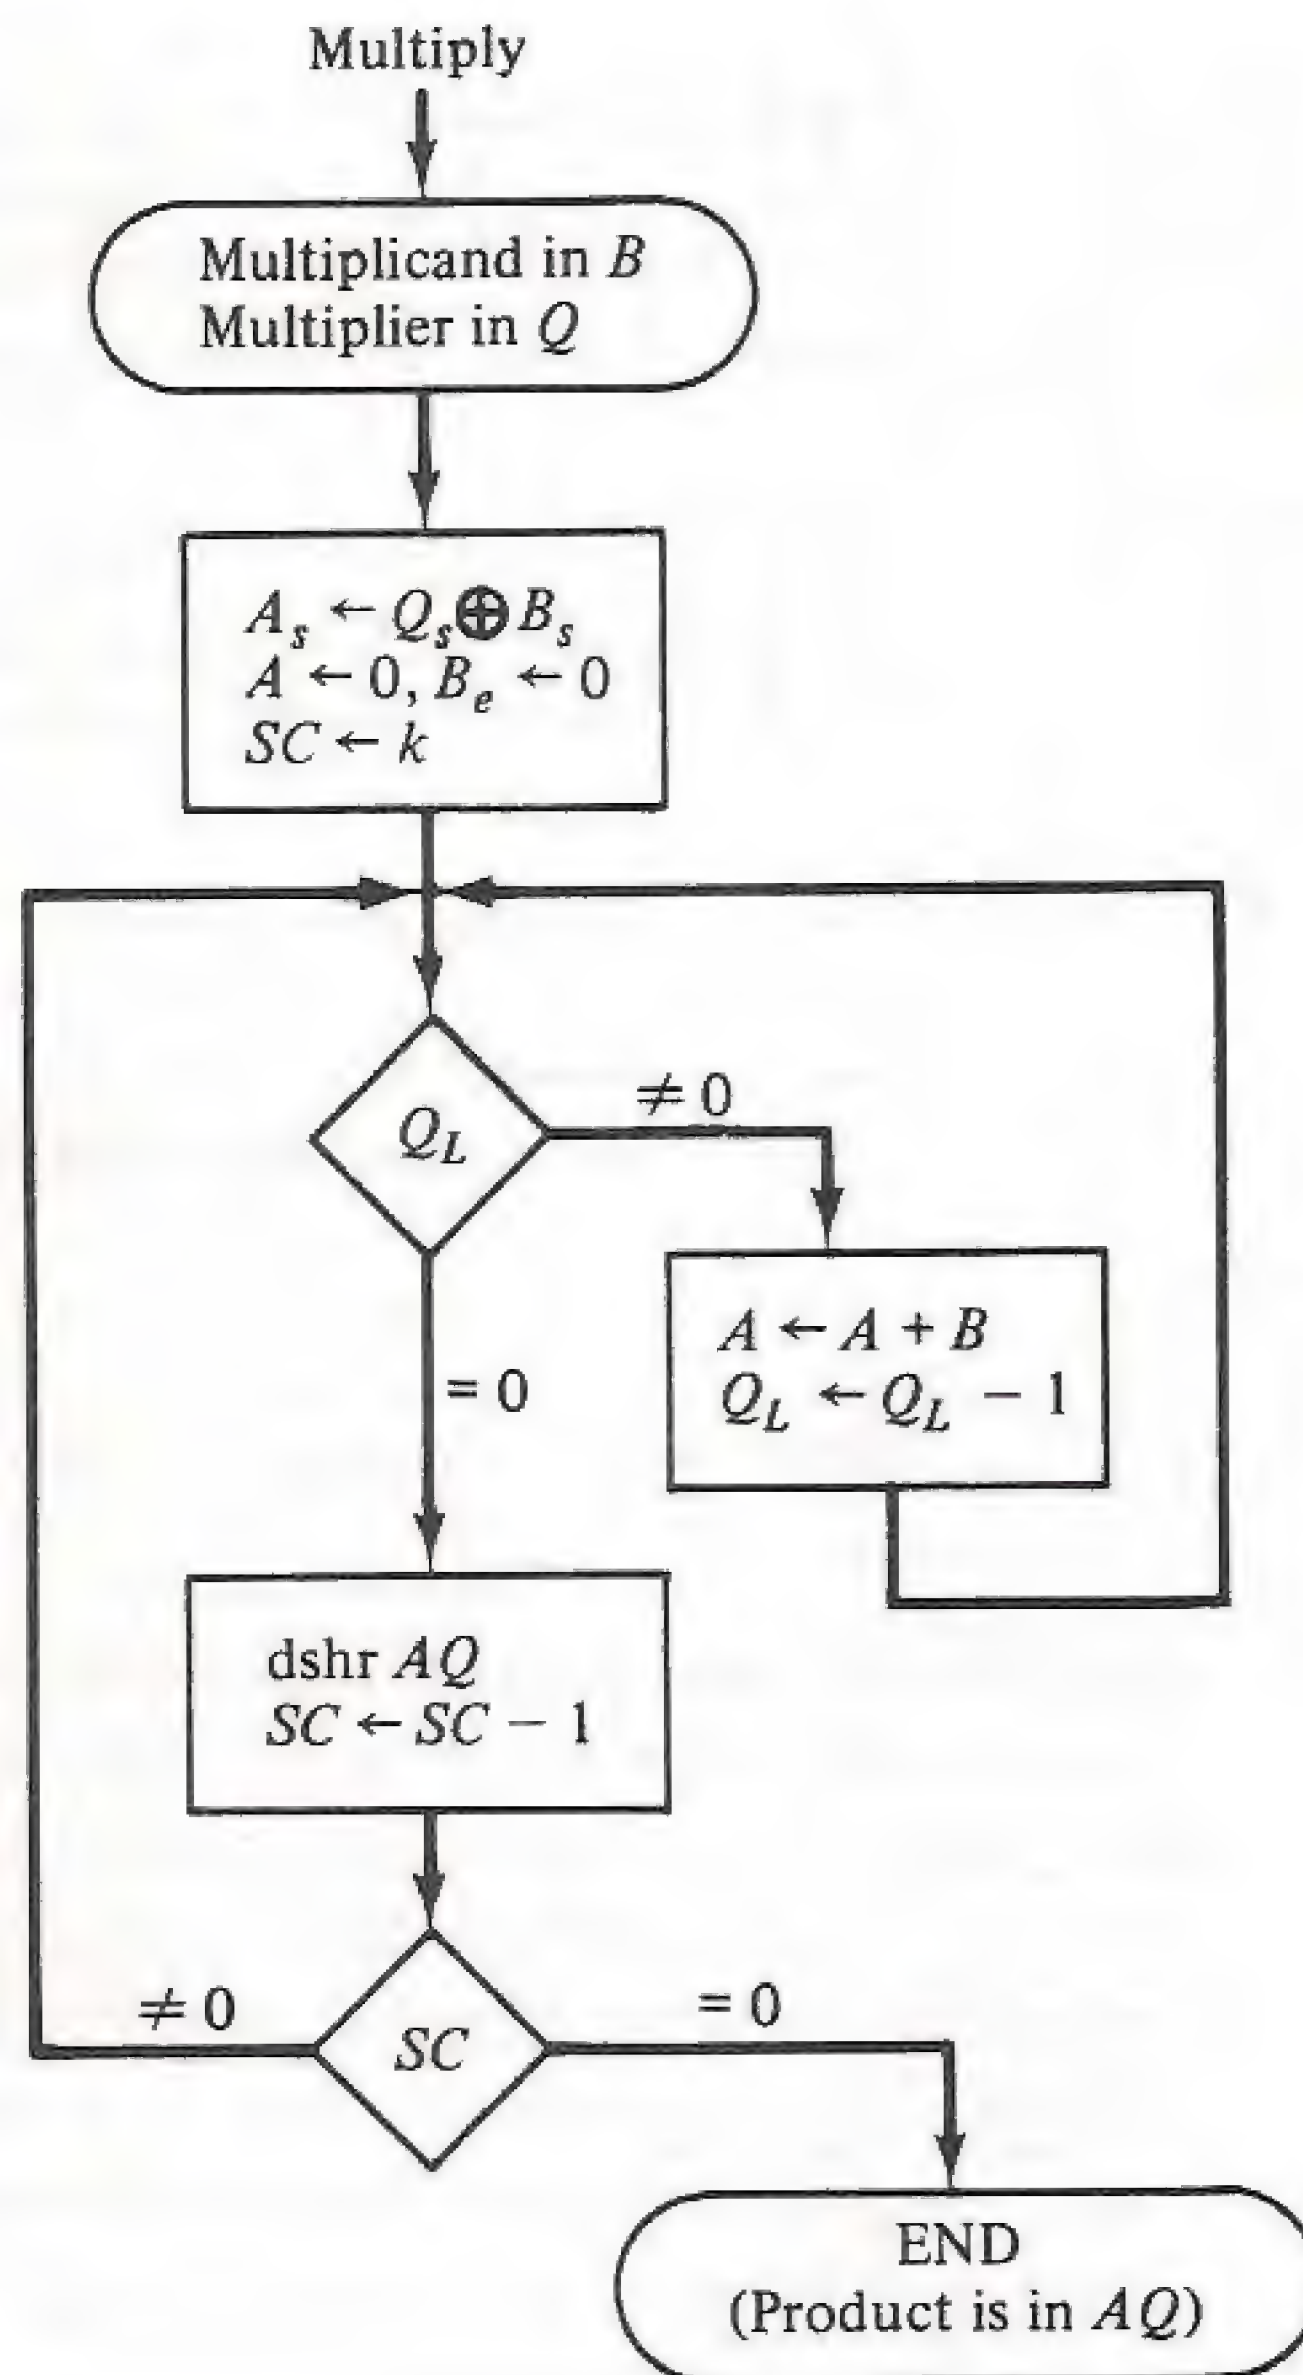 Multiply
Multiplicand in B
Multiplier in Q
A_s ← Q_s ⊕ B_s
A ← 0, B_e ← 0
SC ← k
Q_L
≠ 0
A ← A + B
Q_L ← Q_L − 1
= 0
dshr AQ
SC ← SC − 1
SC
≠ 0
= 0
END
(Product is in AQ)